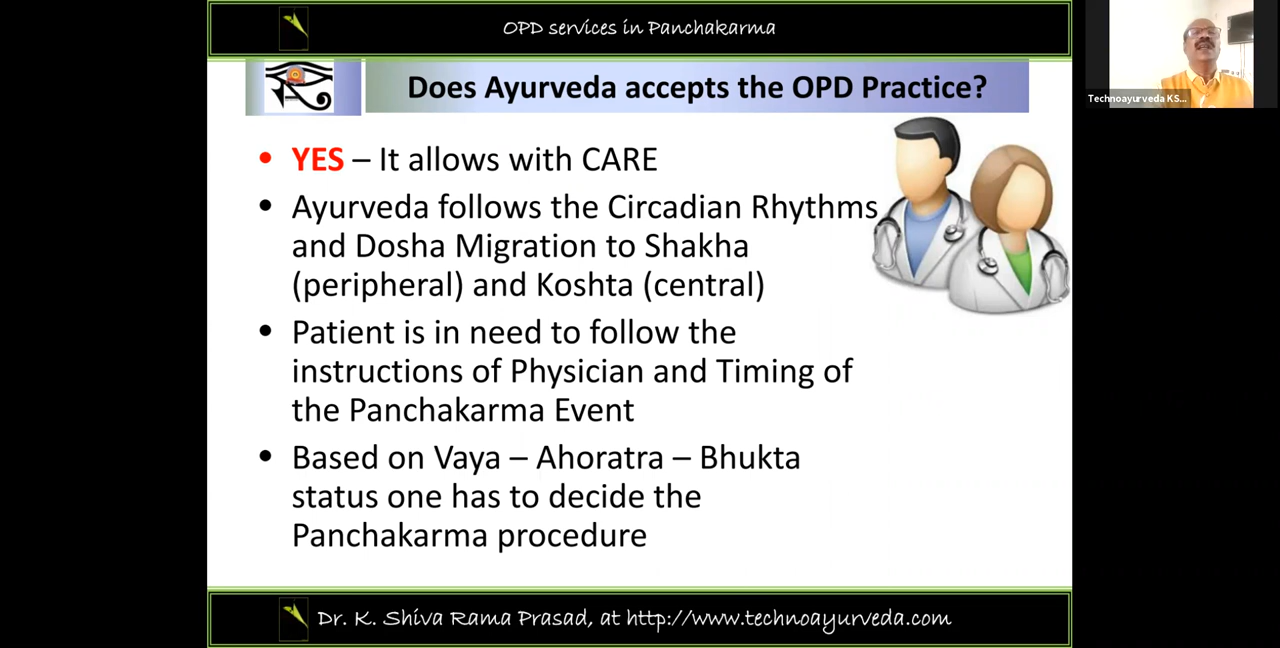 OPD services in Panchakarma
Does Ayurveda accepts the OPD Practice?
• YES – It allows with CARE
• Ayurveda follows the Circadian Rhythms
and Dosha Migration to Shakha
(peripheral) and Koshta (central)
• Patient is in need to follow the
instructions of Physician and Timing of
the Panchakarma Event
• Based on Vaya – Ahoratra – Bhukta
status one has to decide the
Panchakarma procedure
Dr. K. Shiva Rama Prasad, at http://www.technoayurveda.com
Technoayurveda KS...